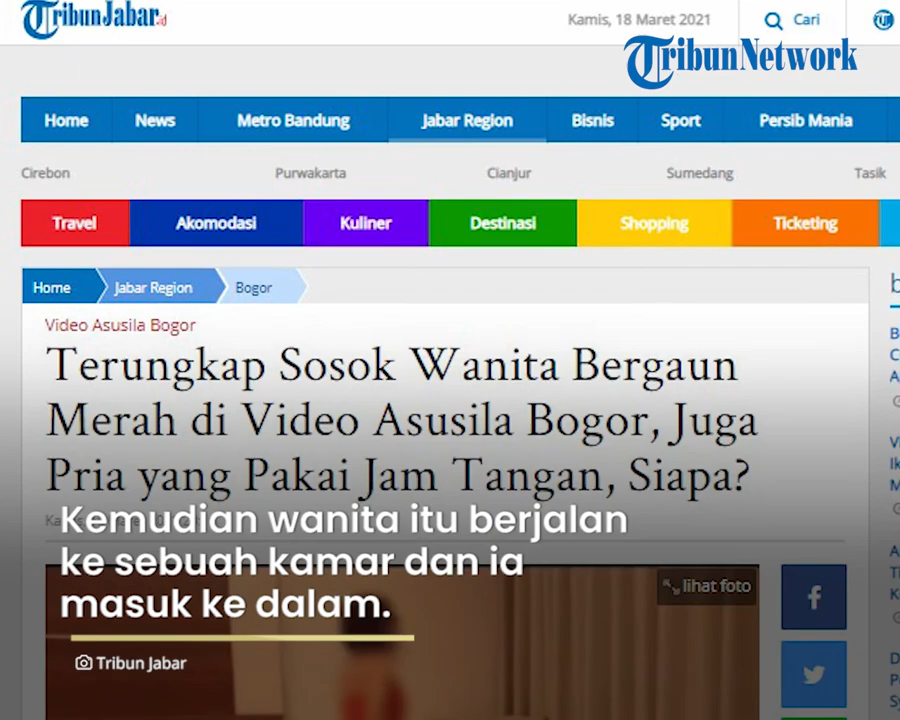 TribunJabar.id
Kamis, 18 Maret 2021
Cari
TribunNetwork
Home News Metro Bandung Jabar Region Bisnis Sport Persib Mania
Cirebon Purwakarta Cianjur Sumedang Tasik
Travel Akomodasi Kuliner Destinasi Shopping Ticketing
Home Jabar Region Bogor
Video Asusila Bogor
Terungkap Sosok Wanita Bergaun
Merah di Video Asusila Bogor, Juga
Pria yang Pakai Jam Tangan, Siapa?
Kemudian wanita itu berjalan
ke sebuah kamar dan ia
masuk ke dalam.
lihat foto
Tribun Jabar